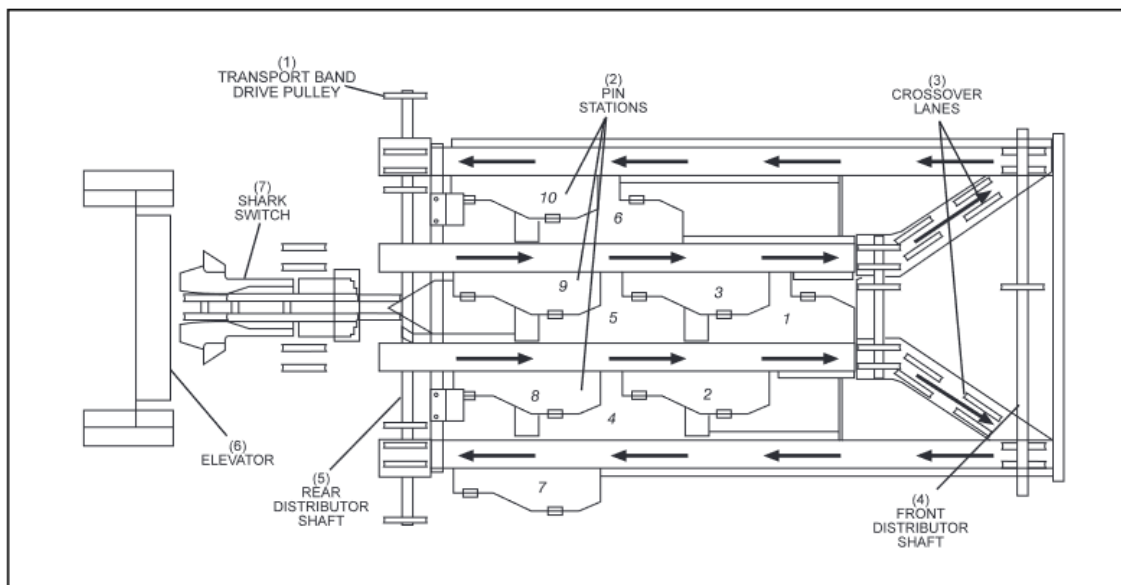 (1)
TRANSPORT BAND
DRIVE PULLEY
(2)
PIN
STATIONS
(3)
CROSSOVER
LANES
(7)
SHARK
SWITCH
10
6
9
3
5
1
8
2
4
7
(6)
ELEVATOR
(5)
REAR
DISTRIBUTOR
SHAFT
(4)
FRONT
DISTRIBUTOR
SHAFT